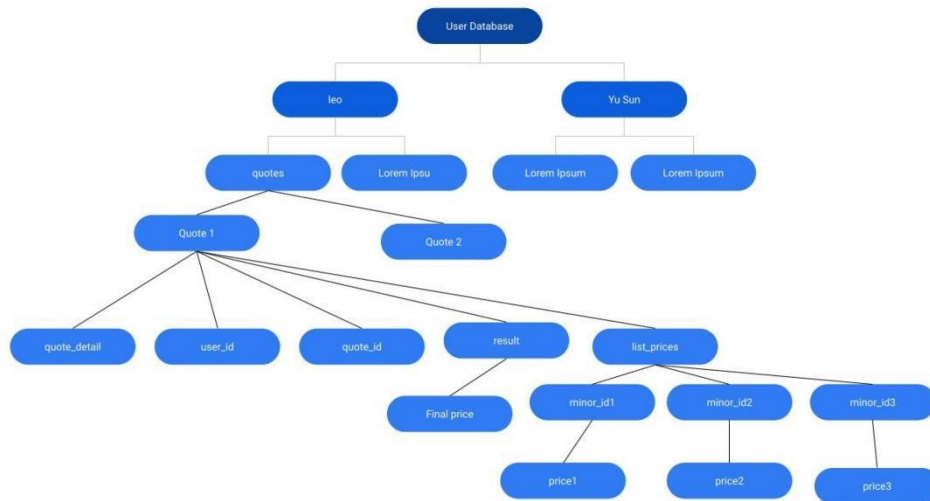 User Database
leo
Yu Sun
quotes
Lorem Ipsu
Lorem Ipsum
Lorem Ipsum
Quote 1
Quote 2
quote_detail
user_id
quote_id
result
list_prices
Final price
minor_id1
minor_id2
minor_id3
price1
price2
price3